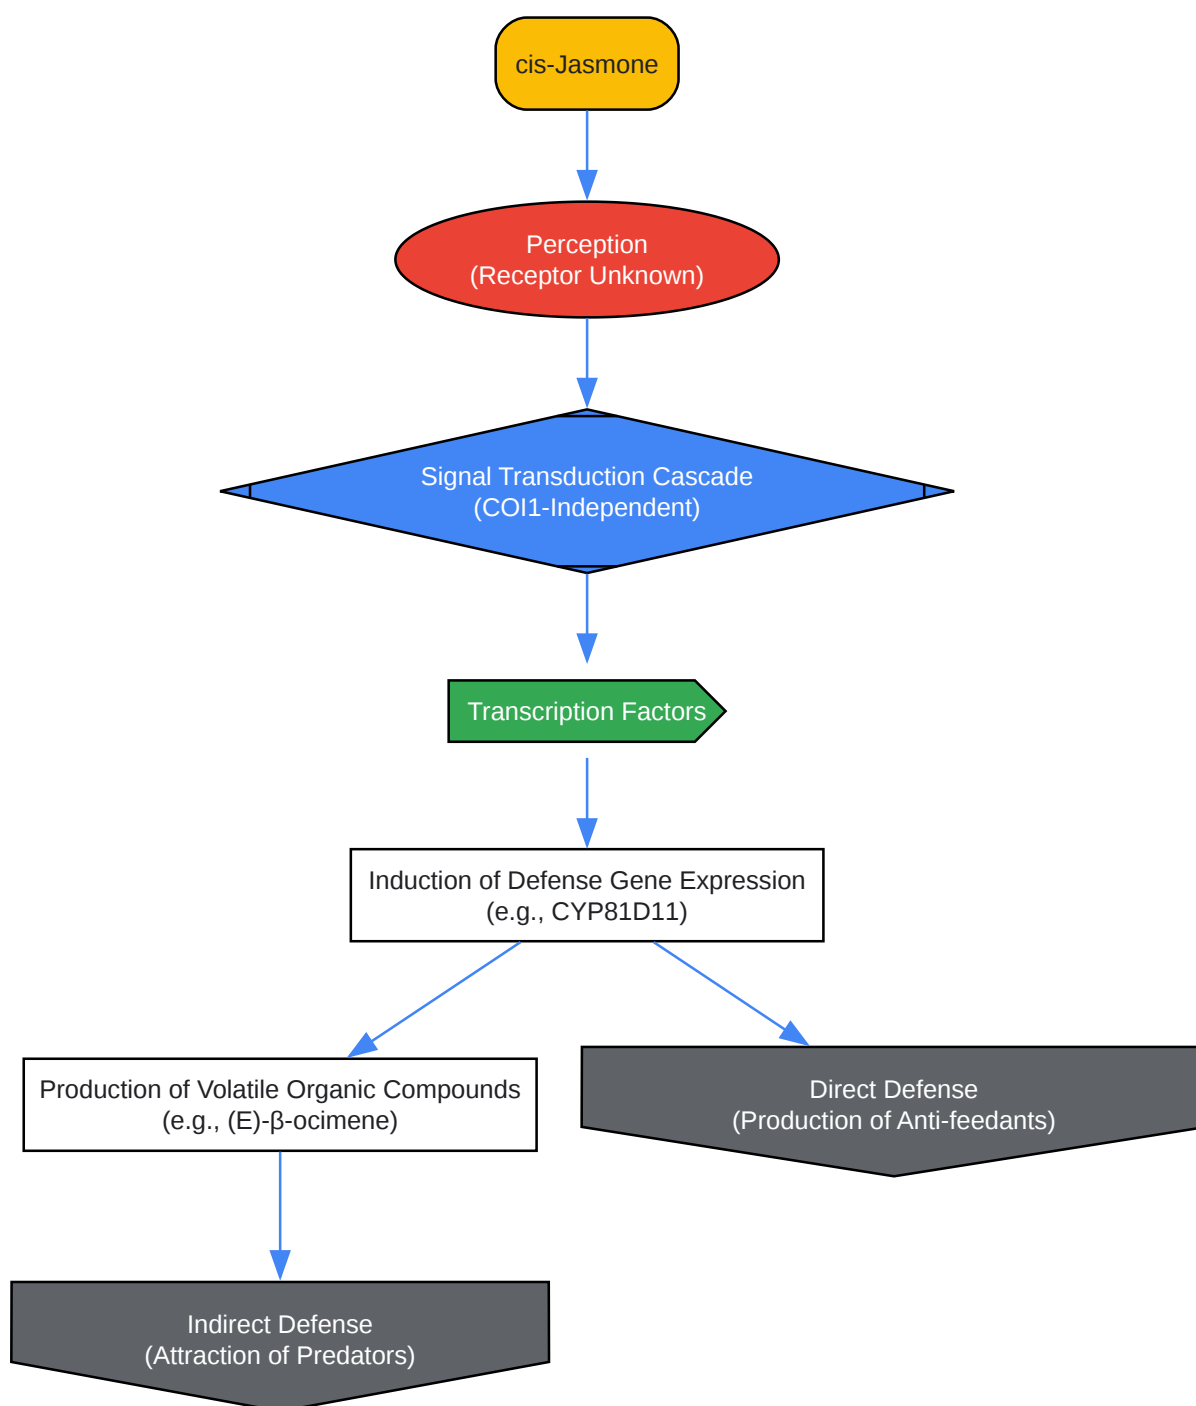 cis-Jasmone
Perception
(Receptor Unknown)
Signal Transduction Cascade
(COI1-Independent)
Transcription Factors
Induction of Defense Gene Expression
(e.g., CYP81D11)
Production of Volatile Organic Compounds
(e.g., (E)-β-ocimene)
Direct Defense
(Production of Anti-feedants)
Indirect Defense
(Attraction of Predators)